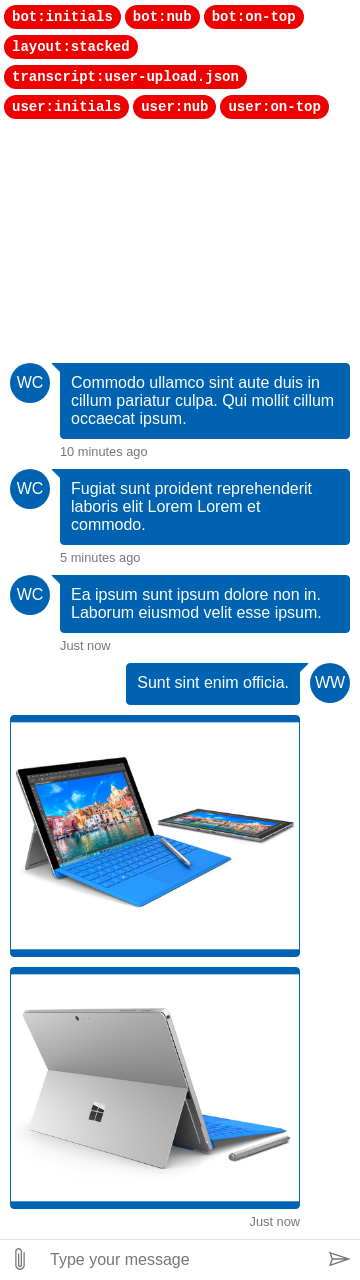 bot:initials bot:nub bot:on-top
layout:stacked
transcript:user-upload.json
user:initials user:nub user:on-top
WC
Commodo ullamco sint aute duis in
cillum pariatur culpa. Qui mollit cillum
occaecat ipsum.
10 minutes ago
WC
Fugiat sunt proident reprehenderit
laboris elit Lorem Lorem et
commodo.
5 minutes ago
WC
Ea ipsum sunt ipsum dolore non in.
Laborum eiusmod velit esse ipsum.
Just now
Sunt sint enim officia.
WW
Just now
Type your message